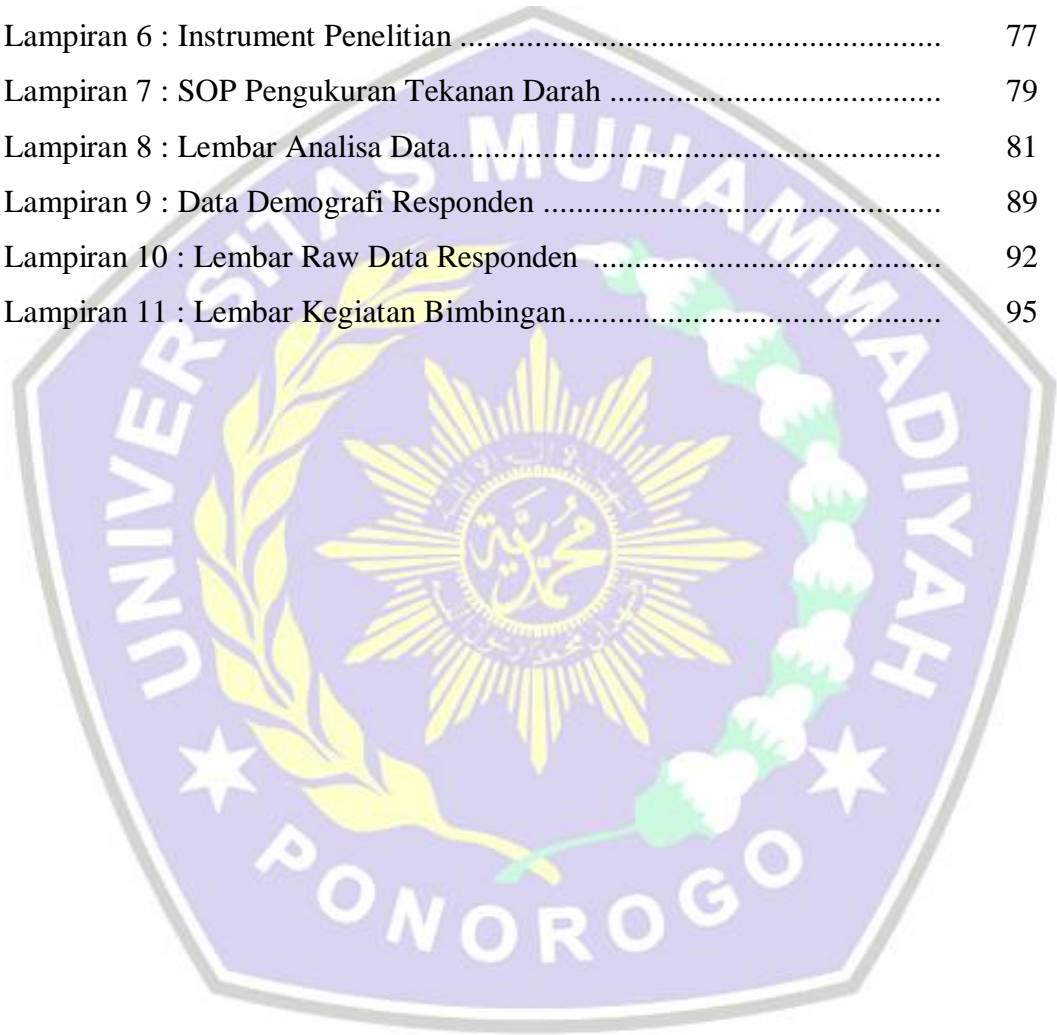 Lampiran 6 : Instrument Penelitian .......................................................... 77
Lampiran 7 : SOP Pengukuran Tekanan Darah ........................................ 79
Lampiran 8 : Lembar Analisa Data........................................................... 81
Lampiran 9 : Data Demografi Responden ................................................ 89
Lampiran 10 : Lembar Raw Data Responden .......................................... 92
Lampiran 11 : Lembar Kegiatan Bimbingan............................................. 95
UNIVERSITAS MUHAMMADIYAH
PONOROGO